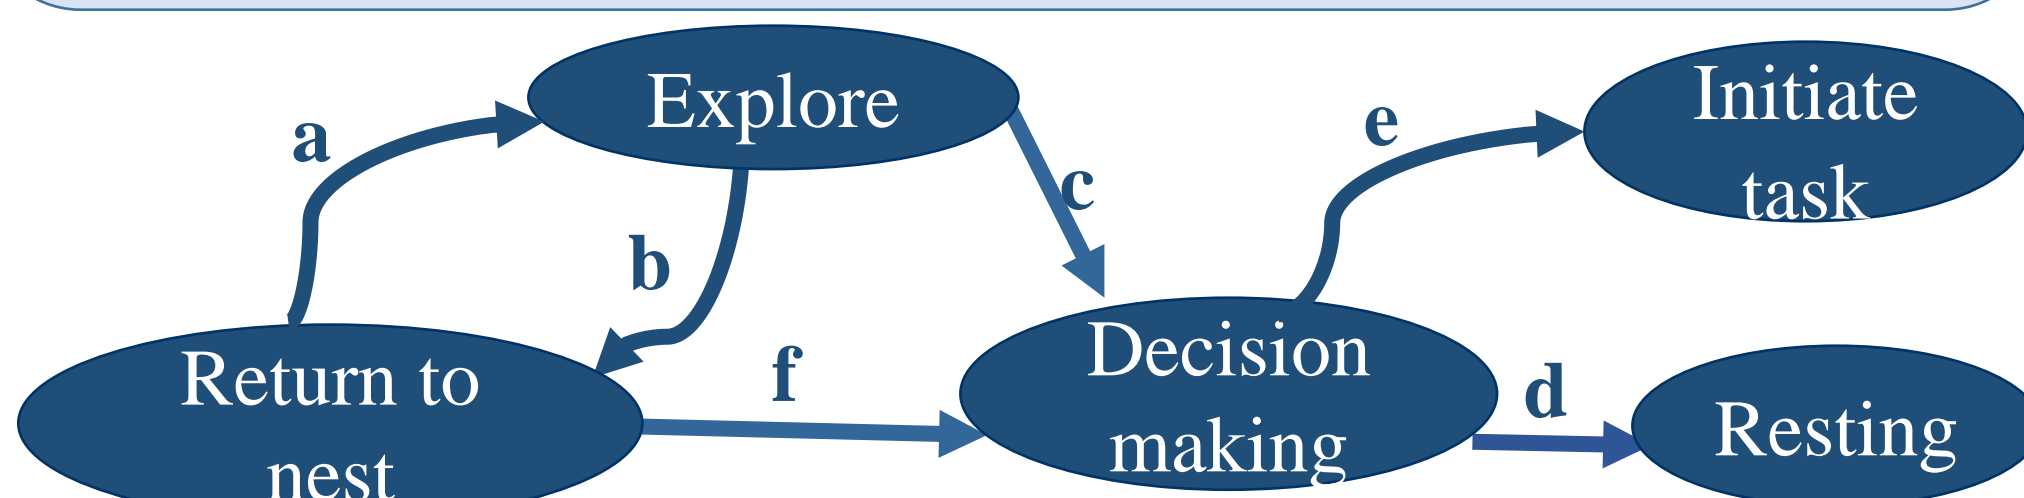 Explore
Initiate
task
a
e
c
b
Return to
nest
f
Decision
making
d
Resting